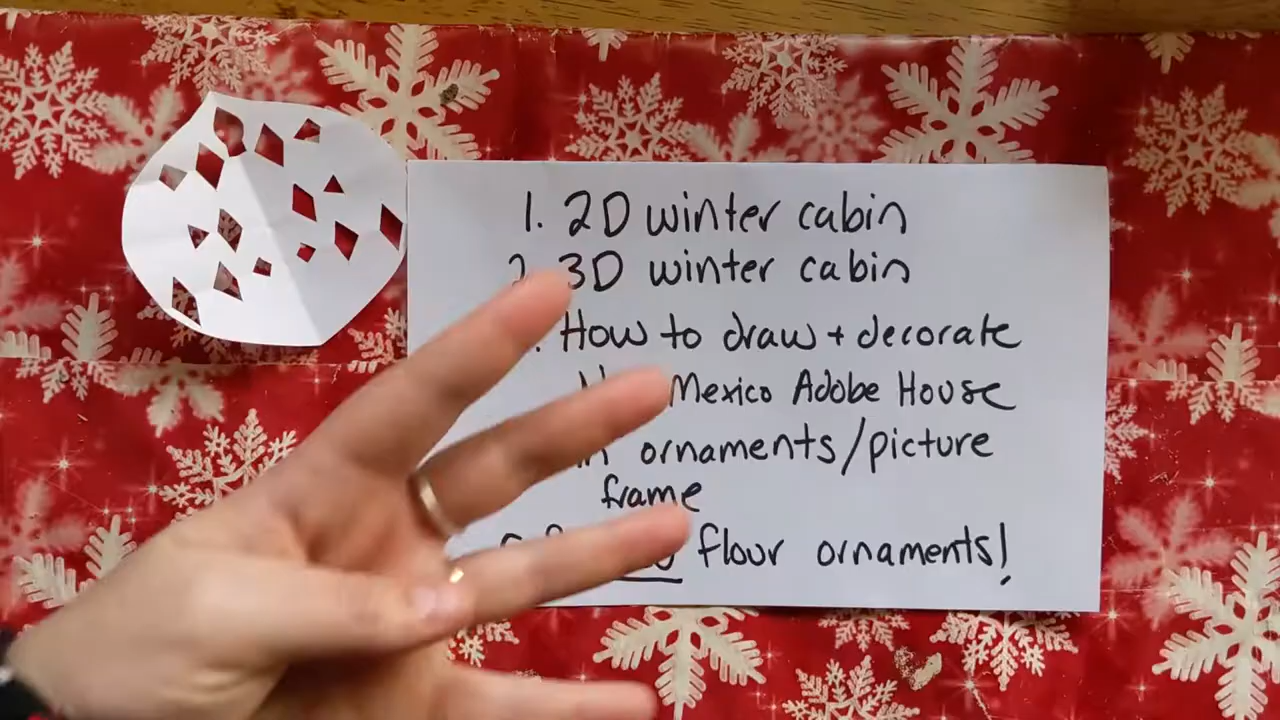 1. 2D winter cabin
3D winter cabin
How to draw + decorate
Mexico Adobe House
ornaments/picture
frame
flour ornaments!